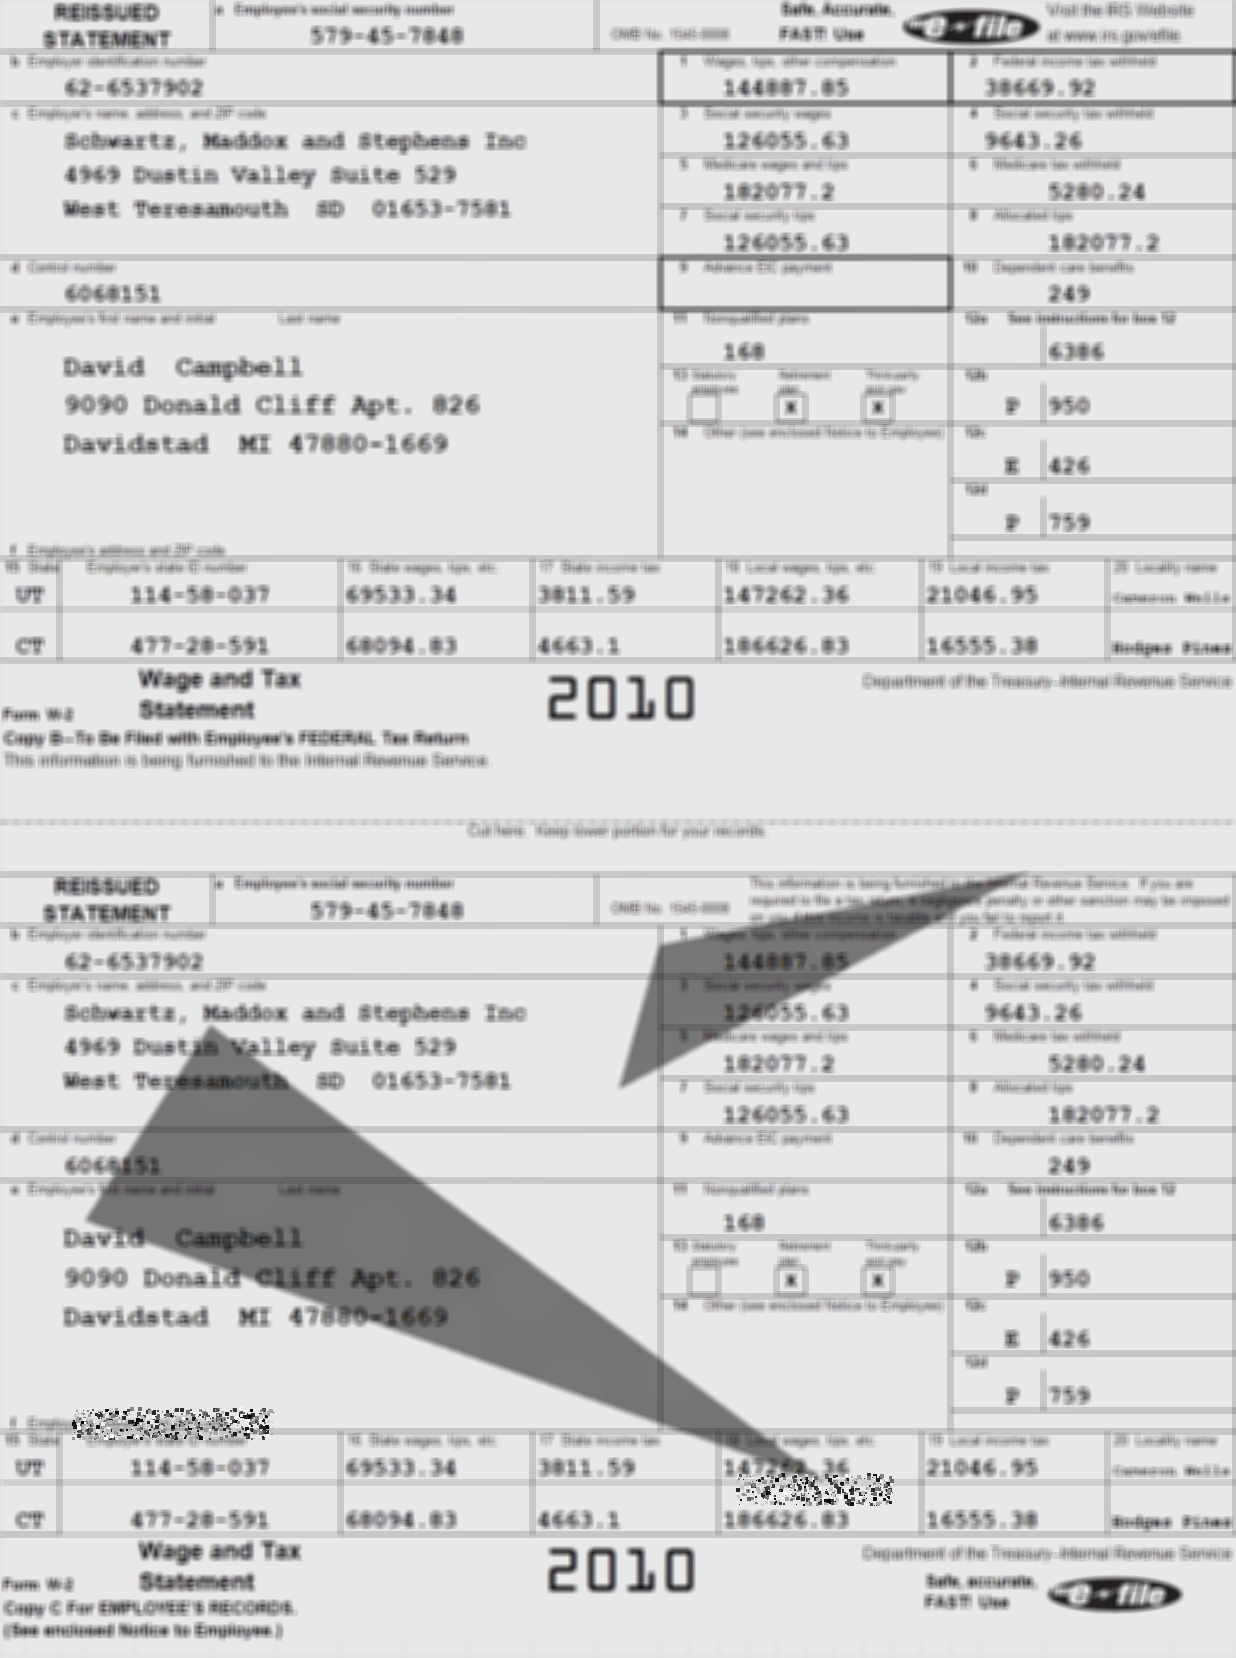 REISSUED STATEMENT
a Employee's social security number
579-45-7848
OMB No. 1545-0008
Safe, Accurate, FAST! Use
e-file
Visit the IRS Website at www.irs.gov/efile.
b Employer identification number
62-6537902
1 Wages, tips, other compensation
144887.85
2 Federal income tax withheld
38669.92
c Employer's name, address, and ZIP code
Schwartz, Maddox and Stephens Inc
4969 Dustin Valley Suite 529
West Teresamouth SD 01653-7581
3 Social security wages
126055.63
4 Social security tax withheld
9643.26
5 Medicare wages and tips
182077.2
6 Medicare tax withheld
5280.24
7 Social security tips
126055.63
8 Allocated tips
182077.2
d Control number
6068151
9 Advance EIC payment
10 Dependent care benefits
249
e Employee's first name and initial Last name
David Campbell
9090 Donald Cliff Apt. 826
Davidstad MI 47880-1669
11 Nonqualified plans
168
12a See instructions for box 12
6386
13 Statutory employee
Retirement plan
X
Third-party sick pay
X
12b
P 950
14 Other (see enclosed Notice to Employee)
12c
E 426
12d
P 759
f Employee's address and ZIP code
15 State Employer's state ID number 16 State wages, tips, etc. 17 State income tax 18 Local wages, tips, etc. 19 Local income tax 20 Locality name
UT 114-58-037 69533.34 3811.59 147262.36 21046.95 Cameron Wells
CT 477-28-591 68094.83 4663.1 186626.83 16555.38 Hodges Pines
Form W-2
Wage and Tax Statement
2010
Department of the Treasury-Internal Revenue Service
Copy B--To Be Filed with Employee's FEDERAL Tax Return
This information is being furnished to the Internal Revenue Service.
Cut here. Keep lower portion for your records.
REISSUED STATEMENT
a Employee's social security number
579-45-7848
OMB No. 1545-0008
This information is being furnished to the Internal Revenue Service. If you are
required to file a tax return, a negligence penalty or other sanction may be imposed
on you if this income is taxable and you fail to report it.
b Employer identification number
62-6537902
1 Wages, tips, other compensation
144887.85
2 Federal income tax withheld
38669.92
c Employer's name, address, and ZIP code
Schwartz, Maddox and Stephens Inc
4969 Dustin Valley Suite 529
West Teresamouth SD 01653-7581
3 Social security wages
126055.63
4 Social security tax withheld
9643.26
5 Medicare wages and tips
182077.2
6 Medicare tax withheld
5280.24
7 Social security tips
126055.63
8 Allocated tips
182077.2
d Control number
6068151
9 Advance EIC payment
10 Dependent care benefits
249
e Employee's first name and initial Last name
David Campbell
9090 Donald Cliff Apt. 826
Davidstad MI 47880-1669
11 Nonqualified plans
168
12a See instructions for box 12
6386
13 Statutory employee
Retirement plan
X
Third-party sick pay
X
12b
P 950
14 Other (see enclosed Notice to Employee)
12c
E 426
12d
P 759
f
15 State Employer's state ID number 16 State wages, tips, etc. 17 State income tax 18 Local wages, tips, etc. 19 Local income tax 20 Locality name
UT 114-58-037 69533.34 3811.59 147262.36 21046.95 Cameron Wells
CT 477-28-591 68094.83 4663.1 186626.83 16555.38 Hodges Pines
Form W-2
Wage and Tax Statement
2010
Department of the Treasury-Internal Revenue Service
Copy C For EMPLOYEE'S RECORDS.
(See enclosed Notice to Employee.)
Safe, accurate, FAST! Use
e-file